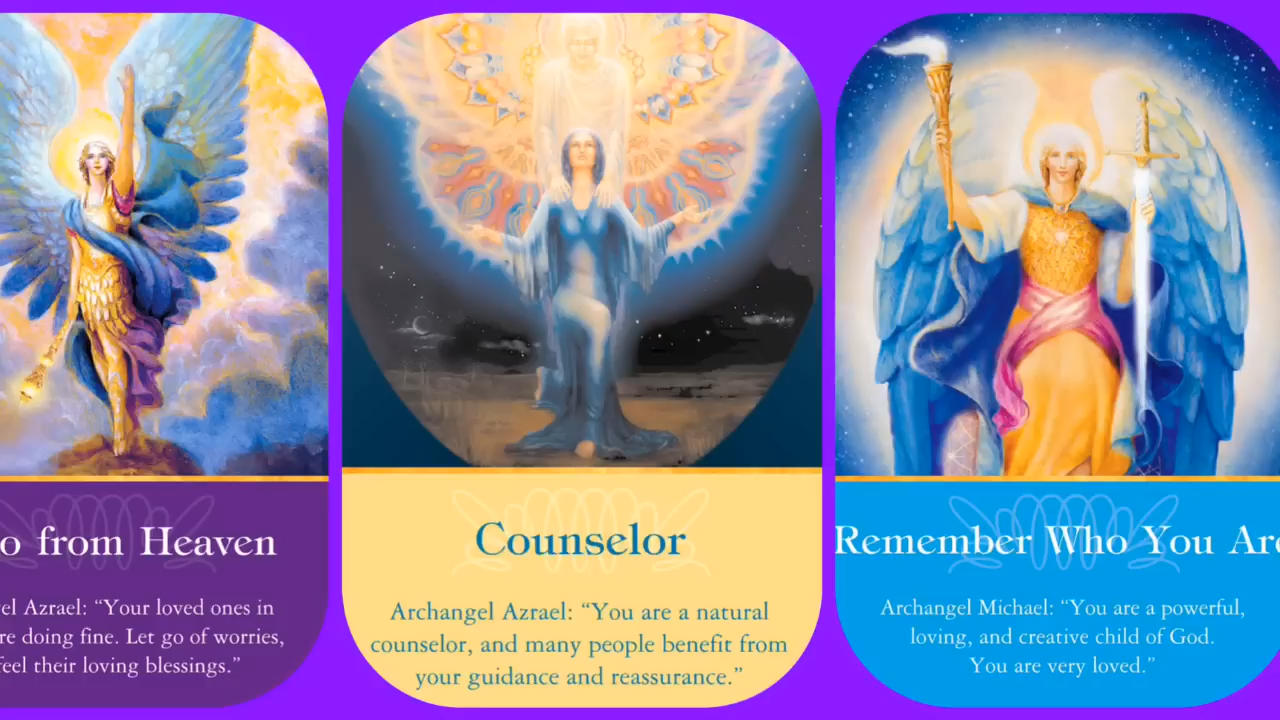 o from Heaven
el Azrael: “Your loved ones in
re doing fine. Let go of worries,
feel their loving blessings.”
Counselor
Archangel Azrael: “You are a natural
counselor, and many people benefit from
your guidance and reassurance.”
Remember Who You Are
Archangel Michael: “You are a powerful,
loving, and creative child of God.
You are very loved.”